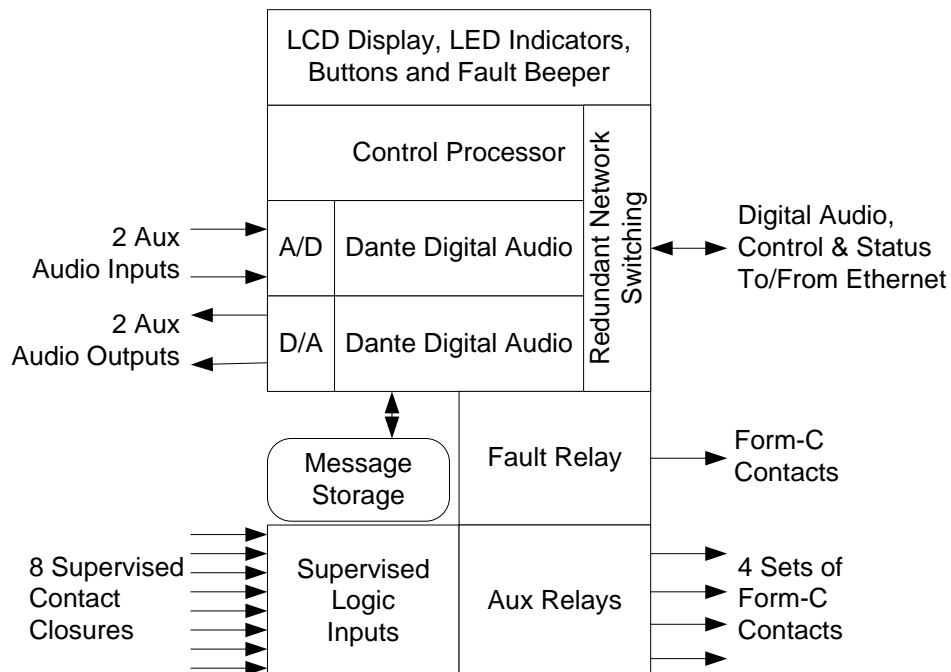 LCD Display, LED Indicators,
Buttons and Fault Beeper
Control Processor
Redundant Network
Switching
2 Aux
Audio Inputs
A/D
Dante Digital Audio
Digital Audio,
Control & Status
To/From Ethernet
2 Aux
Audio Outputs
D/A
Dante Digital Audio
Message
Storage
Fault Relay
Form-C
Contacts
8 Supervised
Contact
Closures
Supervised
Logic
Inputs
Aux Relays
4 Sets of
Form-C
Contacts